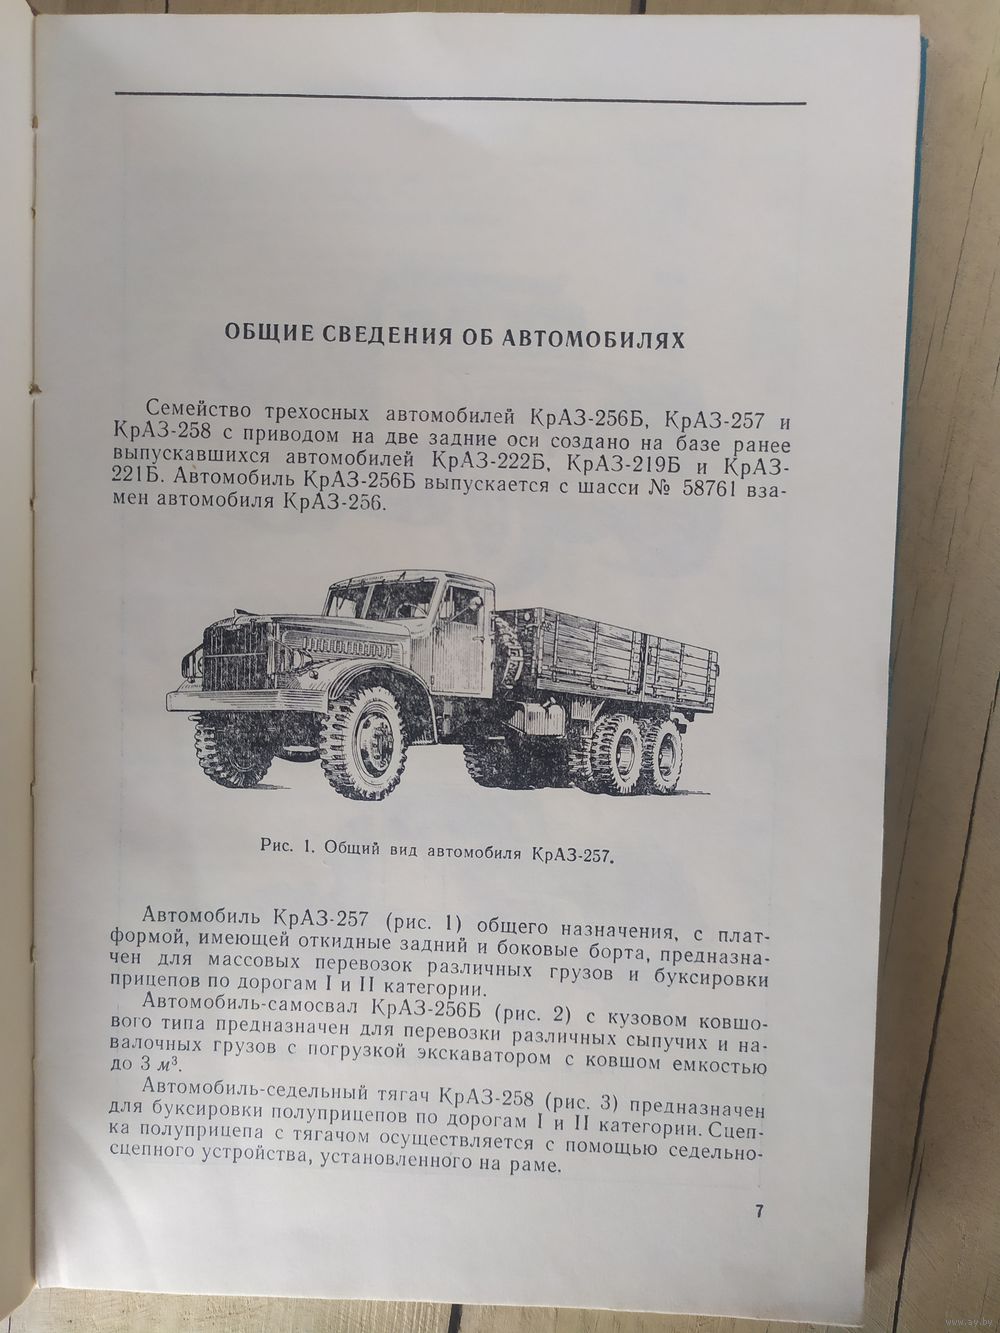 ОБЩИЕ СВЕДЕНИЯ ОБ АВТОМОБИЛЯХ
Семейство трехосных автомобилей КрАЗ-256Б, КрАЗ-257 и
КрАЗ-258 с приводом на две задние оси создано на базе ранее
выпускавшихся автомобилей КрАЗ-222Б, КрАЗ-219Б и КрАЗ-
221Б. Автомобиль КрАЗ-256Б выпускается с шасси № 58761 вза-
мен автомобиля КрАЗ-256.
Рис. 1. Общий вид автомобиля КрАЗ-257.
Автомобиль КрАЗ-257 (рис. 1) общего назначения, с плат-
формой, имеющей откидные задний и боковые борта, предназна-
чен для массовых перевозок различных грузов и буксировки
прицепов по дорогам I и II категории.
Автомобиль-самосвал КрАЗ-256Б (рис. 2) с кузовом ковшо-
вого типа предназначен для перевозки различных сыпучих и на-
валочных грузов с погрузкой экскаватором с ковшом емкостью
до 3 м³.
Автомобиль-седельный тягач КрАЗ-258 (рис. 3) предназначен
для буксировки полуприцепов по дорогам I и II категории. Сцеп-
ка полуприцепа с тягачом осуществляется с помощью седельно-
сцепного устройства, установленного на раме.
7
www.ay.by